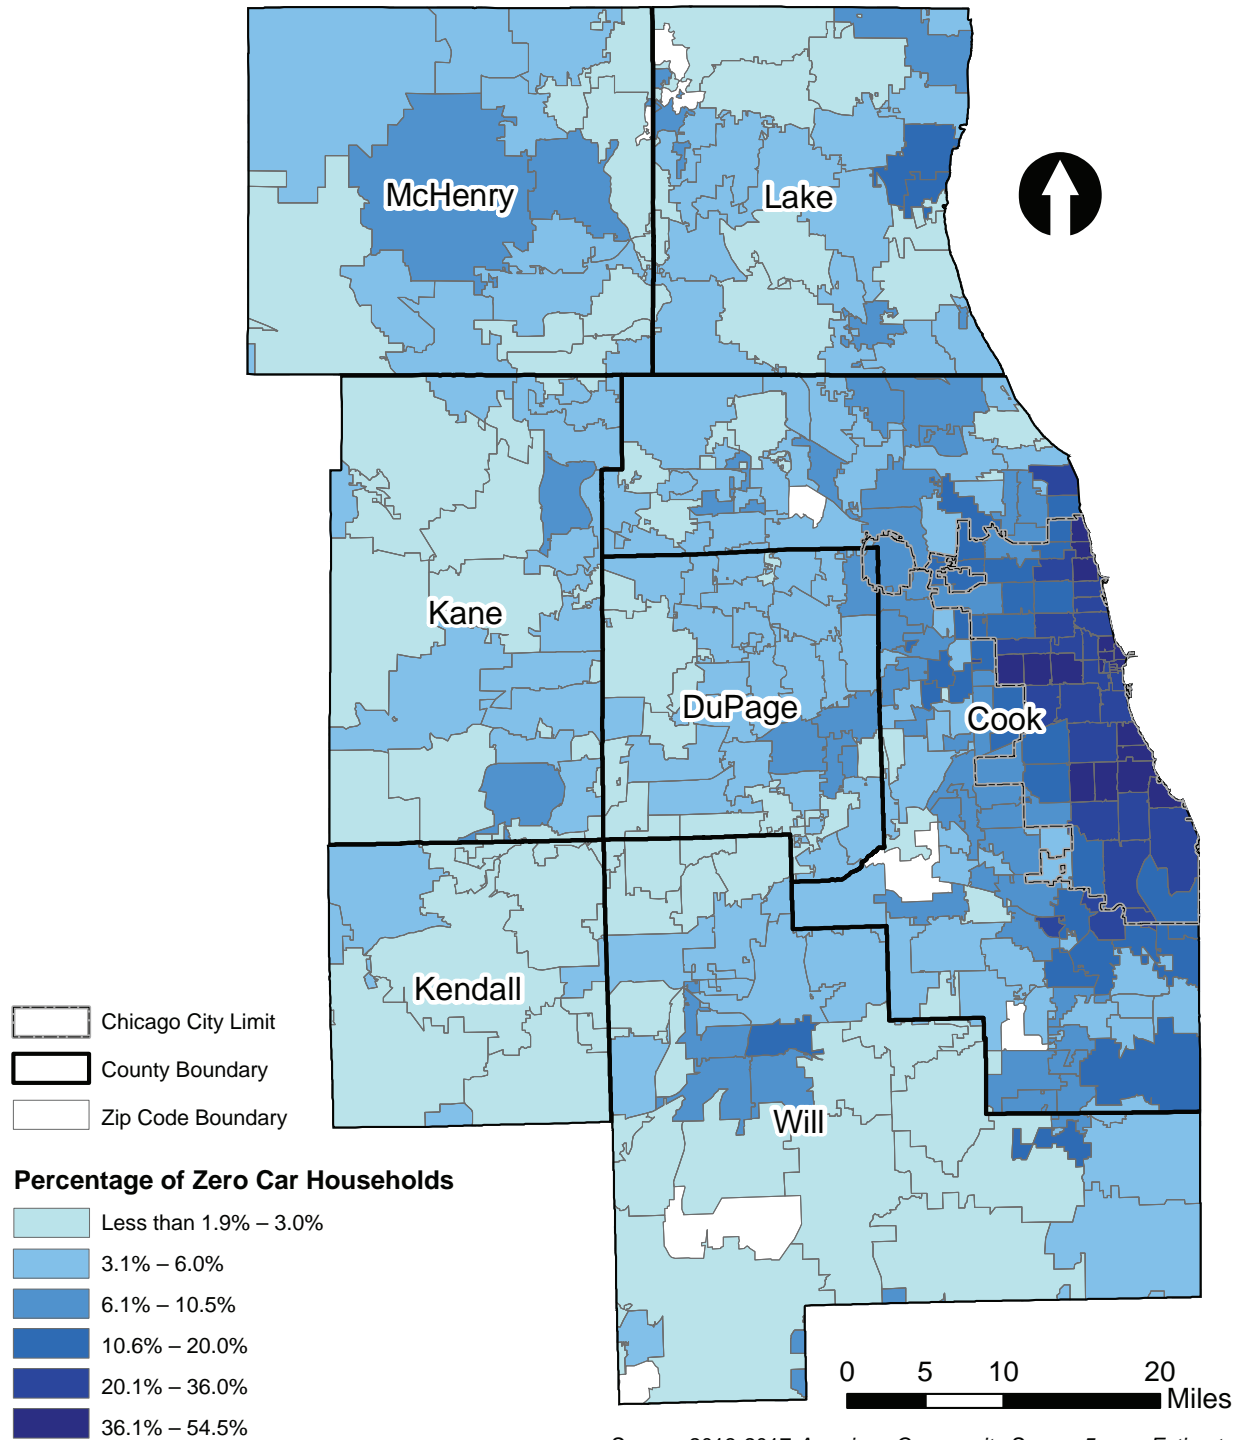 McHenry
Lake
Kane
DuPage
Cook
Kendall
Will
Chicago City Limit
County Boundary
Zip Code Boundary
Percentage of Zero Car Households
Less than 1.9% – 3.0%
3.1% – 6.0%
6.1% – 10.5%
10.6% – 20.0%
20.1% – 36.0%
36.1% – 54.5%
0 5 10 20
Miles